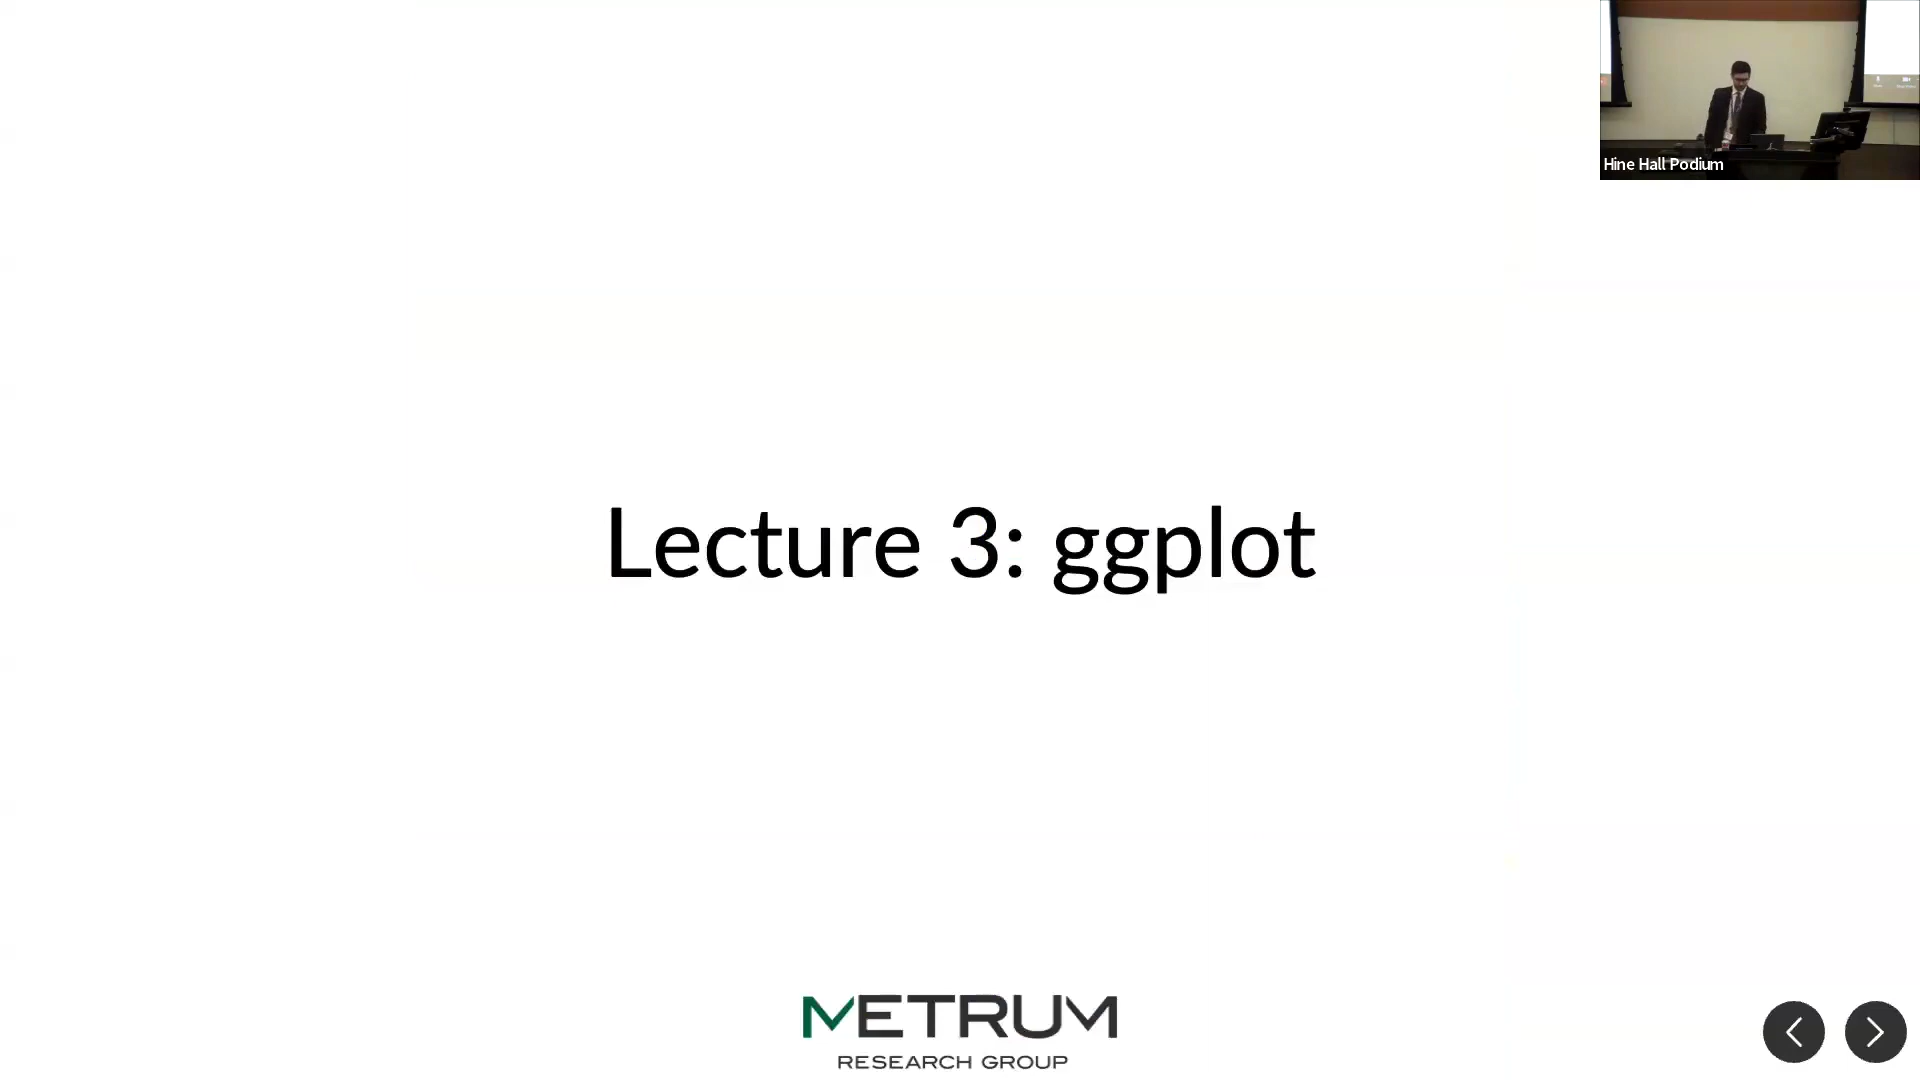 Hine Hall Podium
Lecture 3: ggplot
METRUM
RESEARCH GROUP